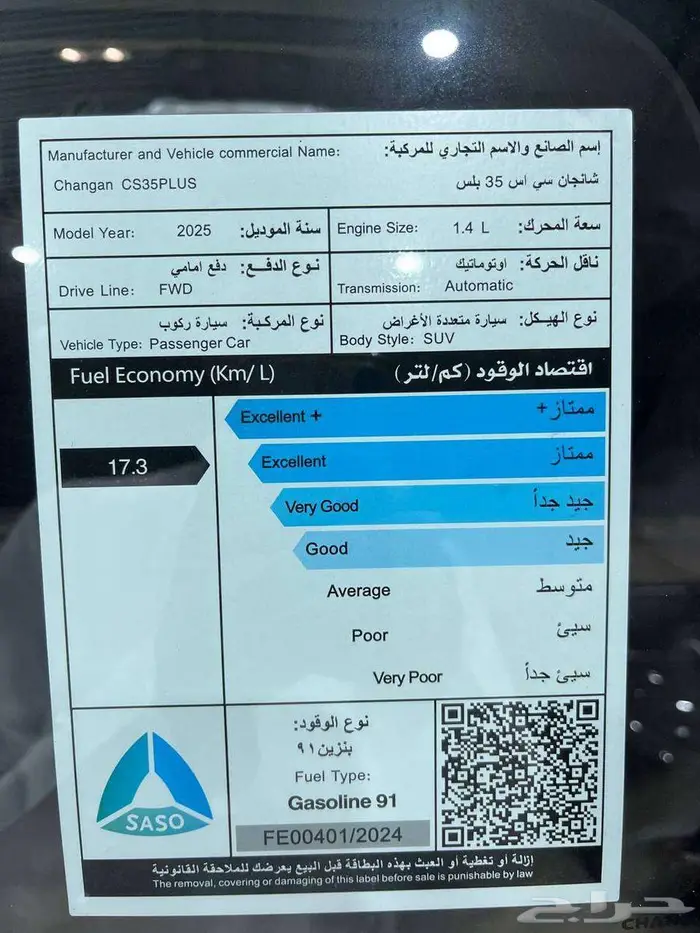 Manufacturer and Vehicle commercial Name: إسم الصانع والاسم التجاري للمركبة:
Changan CS35PLUS شانجان سي اس 35 بلس
Model Year: 2025 سنة الموديل:
Engine Size: 1.4 L سعة المحرك:
نوع الدفع: دفع امامي
Drive Line: FWD
ناقل الحركة: اوتوماتيك
Transmission: Automatic
نوع المركبة: سيارة ركوب
Vehicle Type: Passenger Car
نوع الهيكل: سيارة متعددة الأغراض
Body Style: SUV
Fuel Economy (Km/ L) اقتصاد الوقود (كم/لتر)
Excellent + ممتاز+
17.3
Excellent ممتاز
Very Good جيد جداً
Good جيد
Average متوسط
Poor سيئ
Very Poor سيئ جداً
SASO
نوع الوقود:
بنزين ٩١
Fuel Type:
Gasoline 91
FE00401/2024
إزالة أو تغطية أو العبث بهذه البطاقة قبل البيع يعرضك للملاحقة القانونية
The removal, covering or damaging of this label before sale is punishable by law
حراج
CHAN